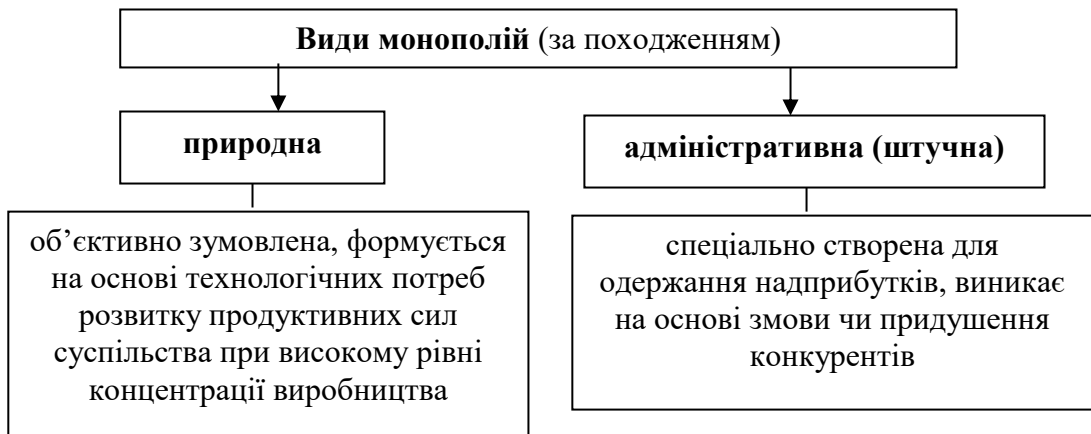 Види монополій (за походженням)
природна
адміністративна (штучна)
об’єктивно зумовлена, формується
на основі технологічних потреб
розвитку продуктивних сил
суспільства при високому рівні
концентрації виробництва
спеціально створена для
одержання надприбутків, виникає
на основі змови чи придушення
конкурентів